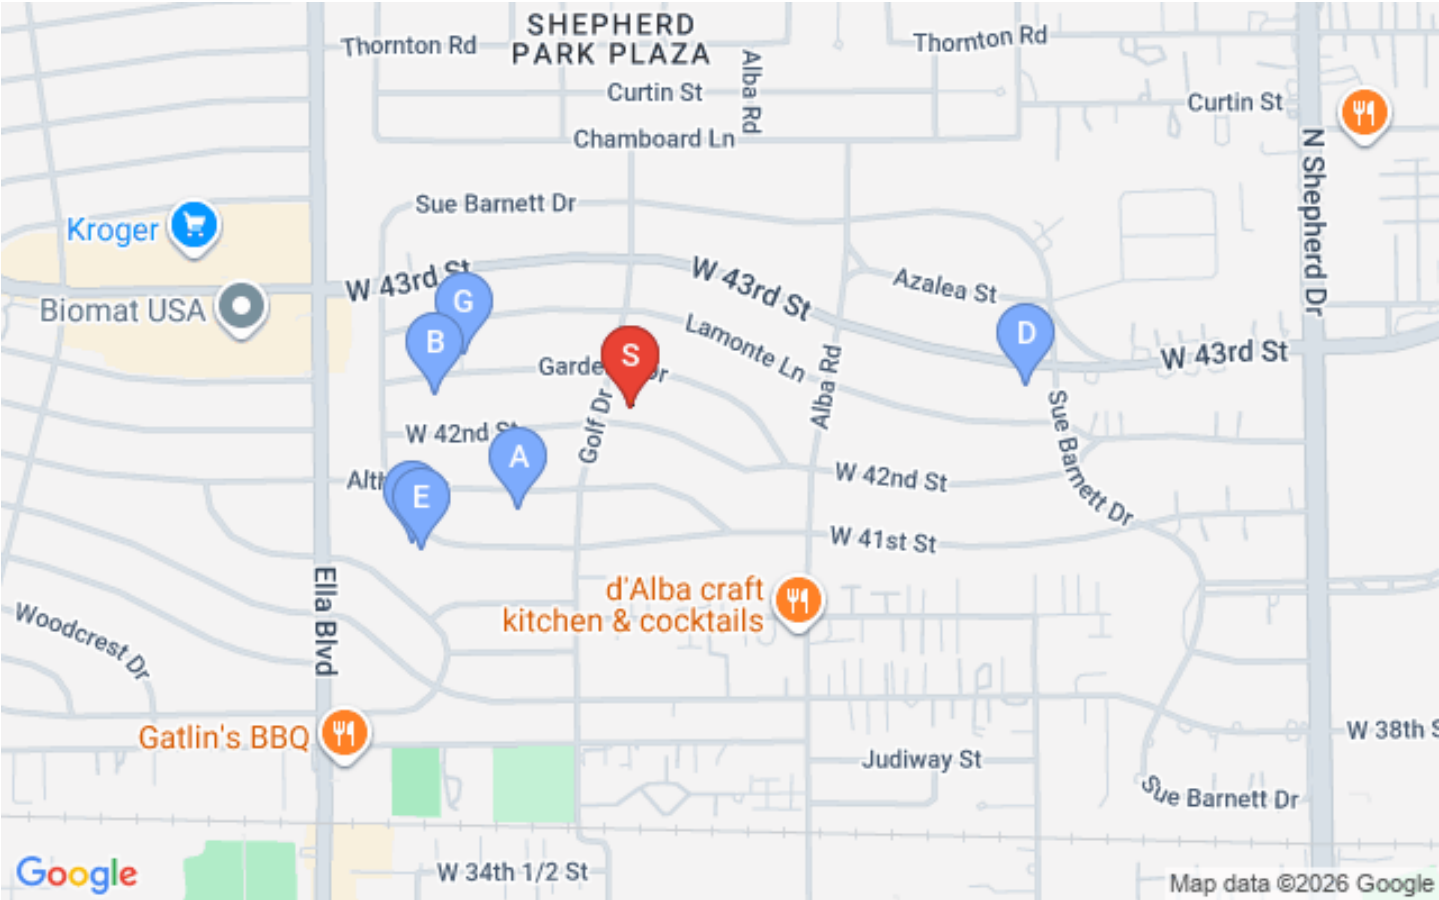 SHEPHERD
PARK PLAZA
Thornton Rd
Thornton Rd
Alba Rd
Curtin St
Curtin St
Chamboard Ln
N Shepherd Dr
Sue Barnett Dr
Kroger
W 43rd St
W 43rd St
Azalea St
Biomat USA
G
B
S
D
Lamonte Ln
W 43rd St
Alba Rd
Golf Dr
W 42nd St
A
Sue Barnett Dr
W 42nd St
E
W 41st St
Ella Blvd
d'Alba craft
kitchen & cocktails
Woodcrest Dr
Gatlin's BBQ
W 38th S
Judiway St
Sue Barnett Dr
W 34th 1/2 St
Google
Map data ©2026 Google